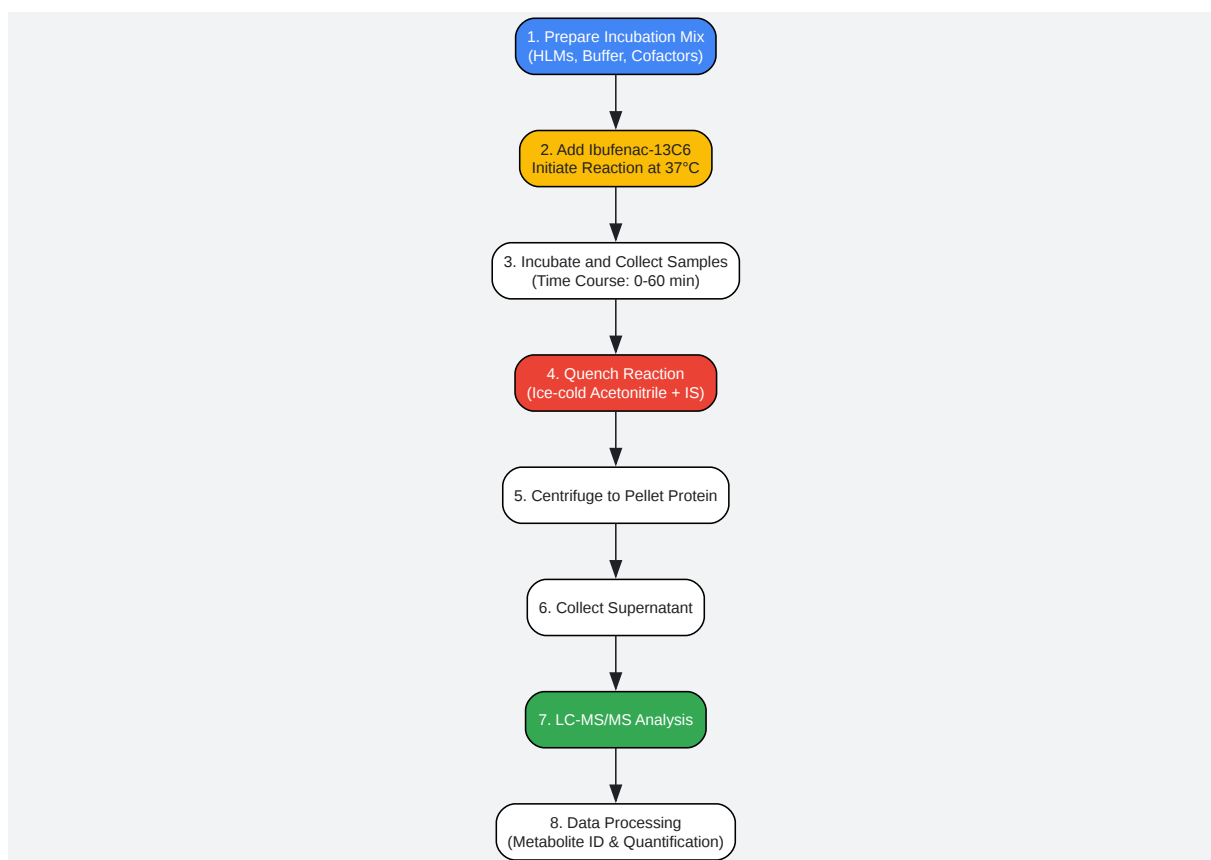 1. Prepare Incubation Mix
(HLMs, Buffer, Cofactors)
2. Add Ibufenac-13C6
Initiate Reaction at 37°C
3. Incubate and Collect Samples
(Time Course: 0-60 min)
4. Quench Reaction
(Ice-cold Acetonitrile + IS)
5. Centrifuge to Pellet Protein
6. Collect Supernatant
7. LC-MS/MS Analysis
8. Data Processing
(Metabolite ID & Quantification)